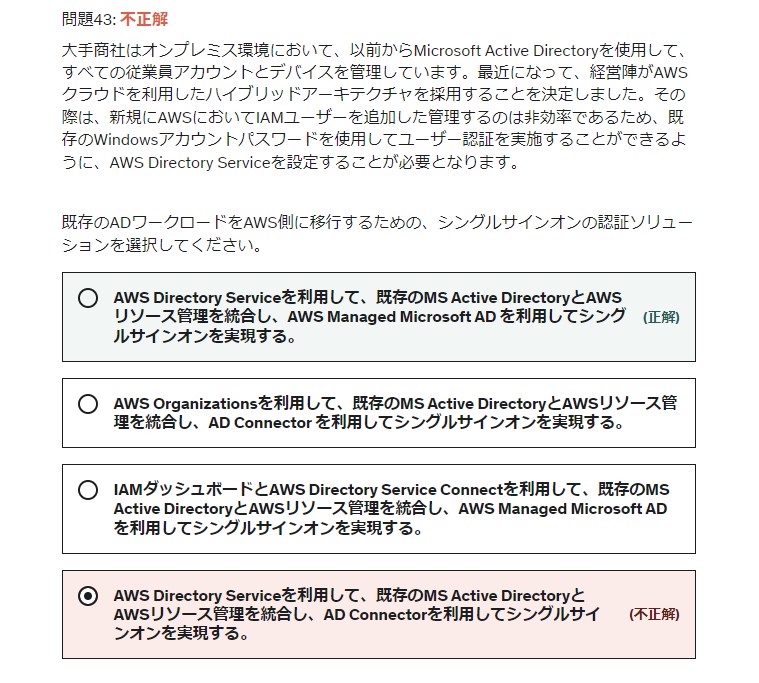 問題43: 不正解
大手商社はオンプレミス環境において、以前からMicrosoft Active Directoryを使用して、
すべての従業員アカウントとデバイスを管理しています。最近になって、経営陣がAWS
クラウドを利用したハイブリッドアーキテクチャを採用することを決定しました。その
際は、新規にAWSにおいてIAMユーザーを追加した管理するのは非効率であるため、既
存のWindowsアカウントパスワードを使用してユーザー認証を実施することができるよ
うに、AWS Directory Serviceを設定することが必要となります。
既存のADワークロードをAWS側に移行するための、シングルサインオンの認証ソリュー
ションを選択してください。
AWS Directory Serviceを利用して、既存のMS Active DirectoryとAWS
リソース管理を統合し、AWS Managed Microsoft AD を利用してシング
ルサインオンを実現する。
(正解)
AWS Organizationsを利用して、既存のMS Active DirectoryとAWSリソース管
理を統合し、AD Connector を利用してシングルサインオンを実現する。
IAMダッシュボードとAWS Directory Service Connectを利用して、既存のMS
Active DirectoryとAWSリソース管理を統合し、AWS Managed Microsoft AD
を利用してシングルサインオンを実現する。
AWS Directory Serviceを利用して、既存のMS Active Directoryと
AWSリソース管理を統合し、AD Connectorを利用してシングルサイ
ンオンを実現する。
(不正解)